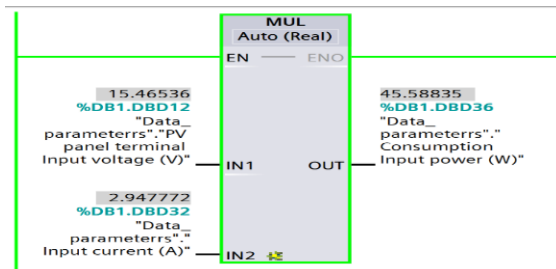 MUL
Auto (Real)
EN
ENO
15.46536
%DB1.DBD12
"Data_
parameterrs"."PV
panel terminal
Input voltage (V)"
IN1
45.58835
%DB1.DBD36
"Data_
parameterrs"."
Consumption
Input power (W)"
OUT
2.947772
%DB1.DBD32
"Data_
parameterrs"."
Input current (A)"
IN2